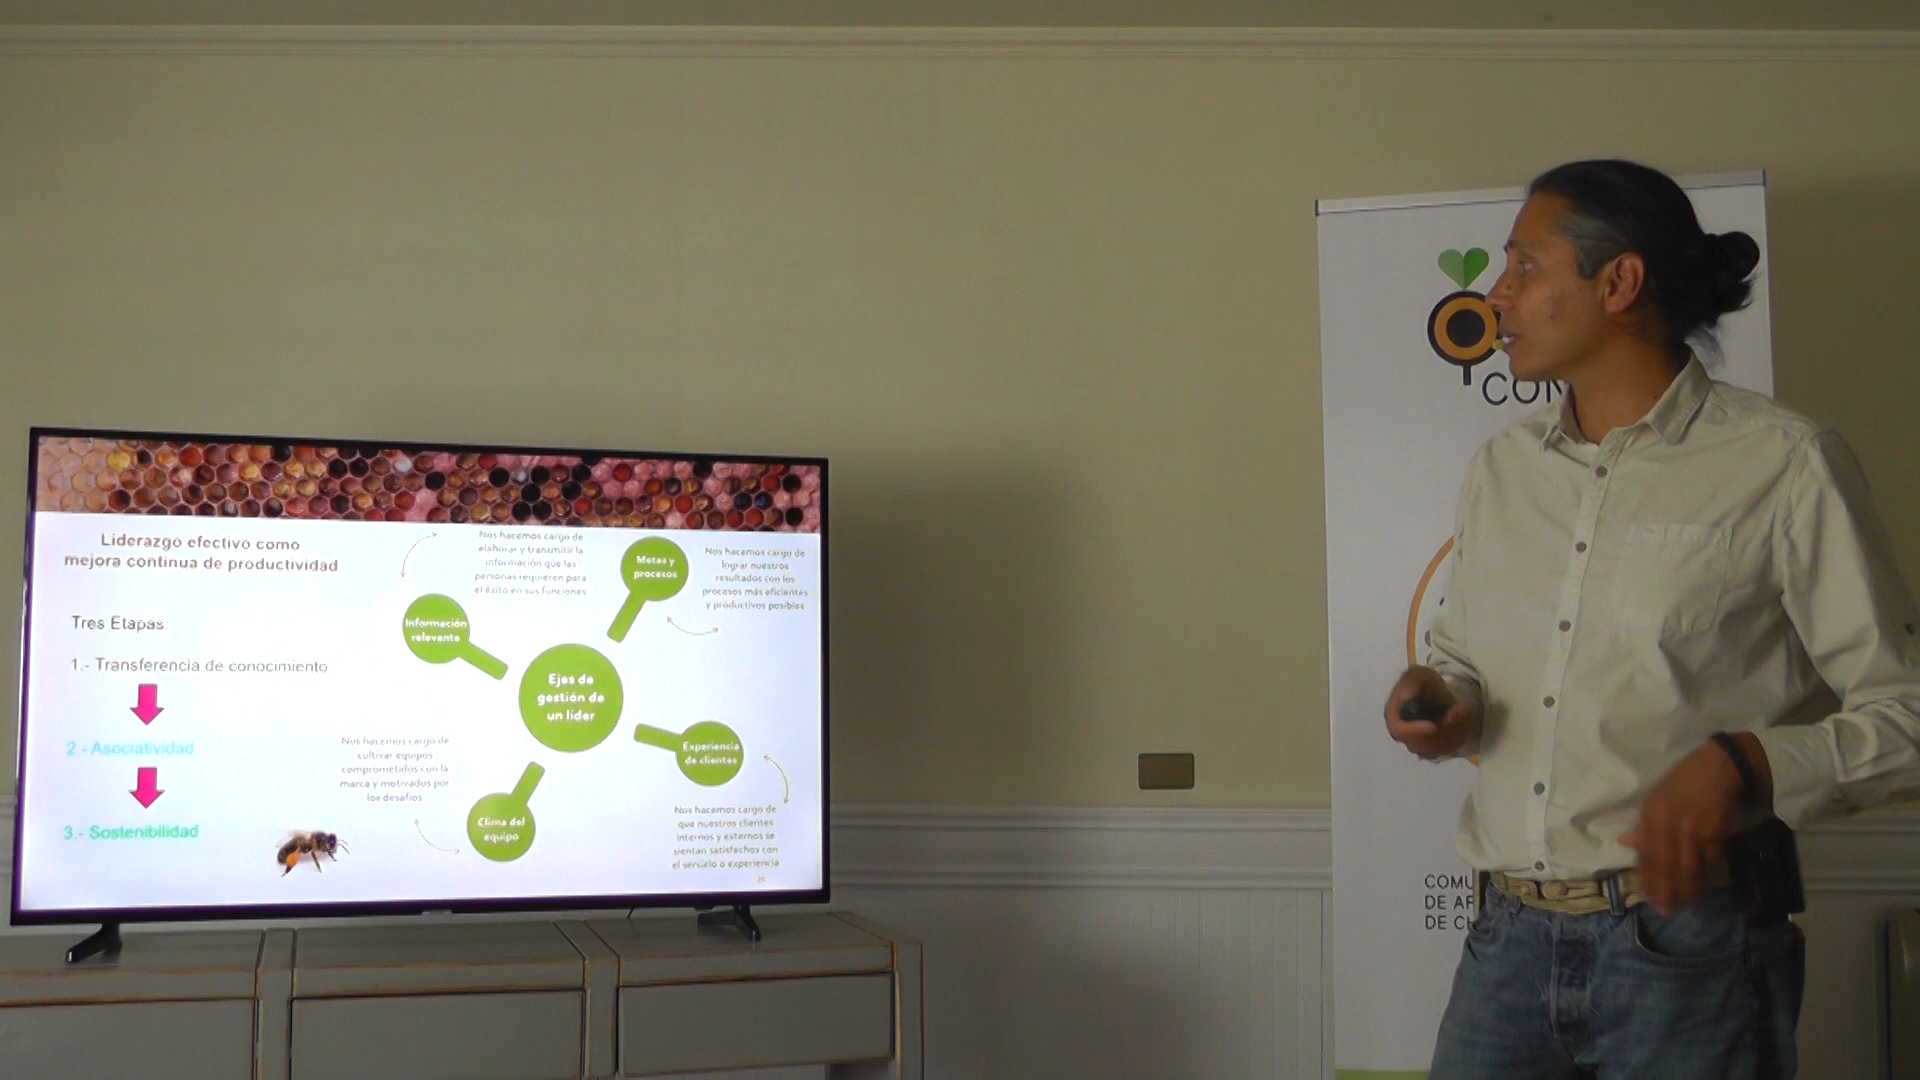 Liderazgo efectivo como
mejora continua de productividad
Tres Etapas:
1.- Transferencia de conocimiento
2.- Asociatividad
3.- Sostenibilidad
Nos hacemos cargo de
elaborar y transmitir la
información que las
personas requieren para
el éxito en sus funciones
Metas y
procesos
Nos hacemos cargo de
lograr nuestros
resultados con los
procesos más eficientes
y productivos posibles
Información
relevante
Ejes de
gestión de
un líder
Experiencia
de clientes
Nos hacemos cargo de
cultivar equipos
comprometidos con la
marca y motivados por
los desafíos
Clima del
equipo
Nos hacemos cargo de
que nuestros clientes
internos y externos se
sientan satisfechos con
el servicio o experiencia
CON
COMU
DE AP
DE CH